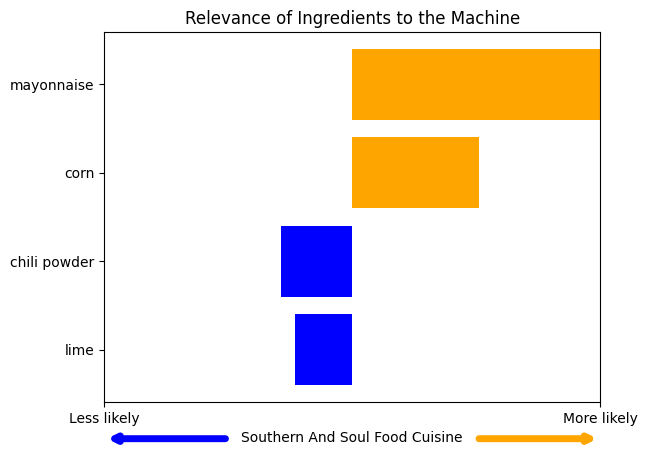 Relevance of Ingredients to the Machine
mayonnaise
corn
chili powder
lime
Less likely
More likely
Southern And Soul Food Cuisine